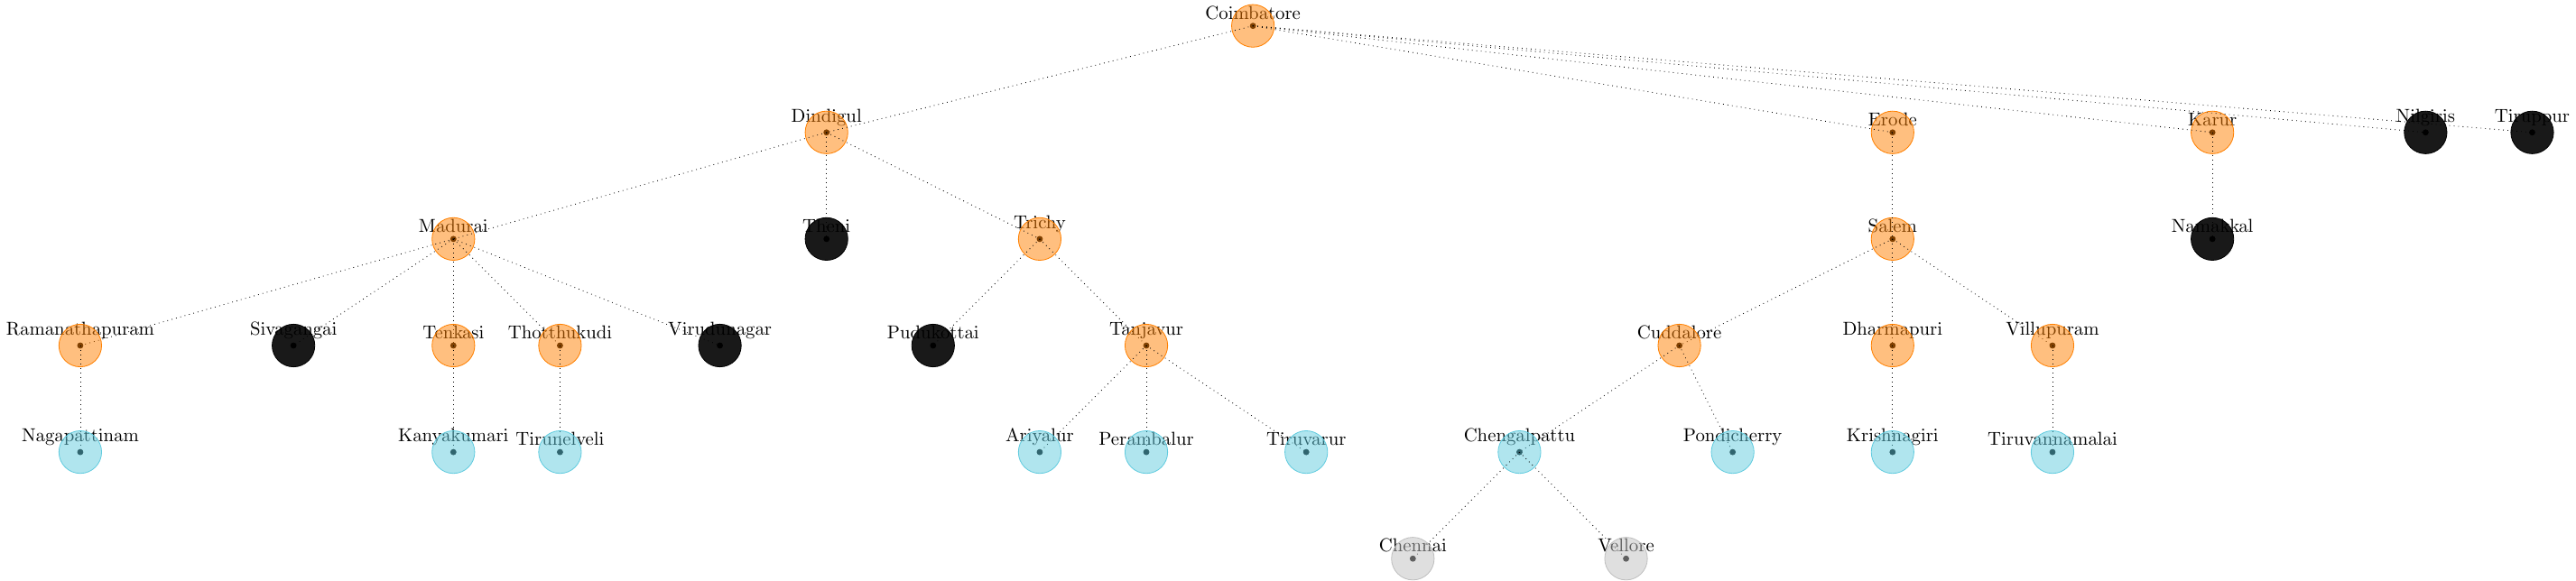 Coimbatore
Dindigul
Erode
Karur
Nilgiris
Tiruppur
Madurai
Theni
Trichy
Salem
Namakkal
Ramanathapuram
Sivagangai
Tenkasi
Thotthukudi
Virudunagar
Pudukottai
Tanjavur
Cuddalore
Dharmapuri
Villupuram
Nagapattinam
Kanyakumari
Tirunelveli
Ariyalur
Perambalur
Tiruvarur
Chengalpattu
Pondicherry
Krishnagiri
Tiruvannamalai
Chennai
Vellore